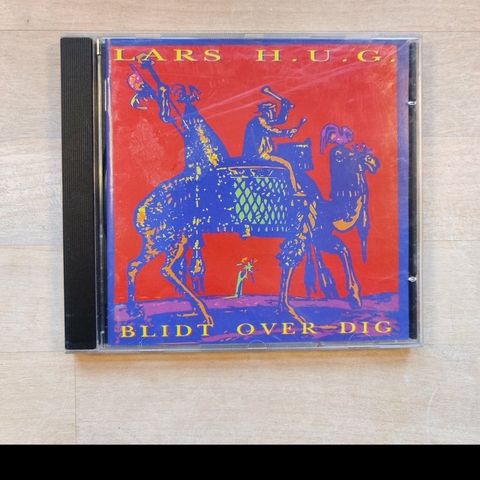 LARS H.U.G.
BLIDT OVER DIG